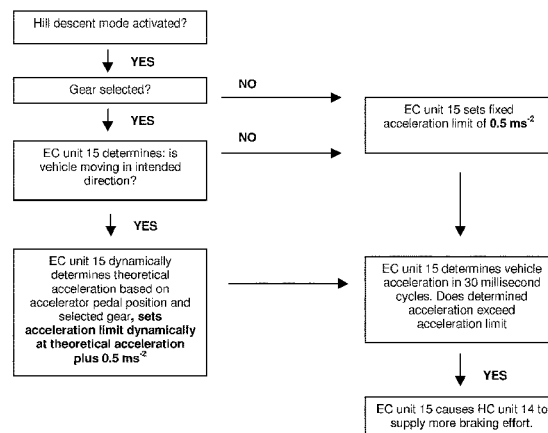 Hill descent mode activated?
YES
Gear selected?
NO
YES
EC unit 15 sets fixed
acceleration limit of 0.5 ms-2
EC unit 15 determines: is
vehicle moving in intended
direction?
NO
YES
EC unit 15 dynamically
determines theoretical
acceleration based on
accelerator pedal position and
selected gear, sets
acceleration limit dynamically
at theoretical acceleration
plus 0.5 ms-2
EC unit 15 determines vehicle
acceleration in 30 millisecond
cycles. Does determined
acceleration exceed
acceleration limit
YES
EC unit 15 causes HC unit 14 to
supply more braking effort.